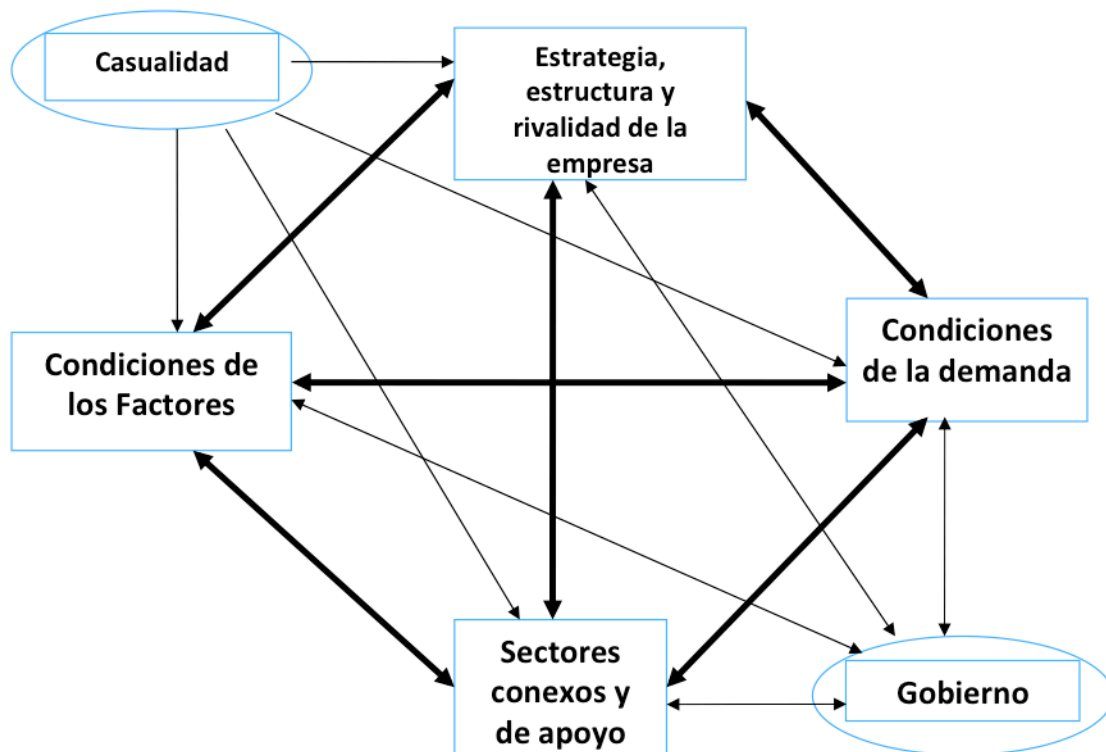 Casualidad
Estrategia,
estructura y
rivalidad de la
empresa
Condiciones de
los Factores
Condiciones
de la demanda
Sectores
conexos y
de apoyo
Gobierno